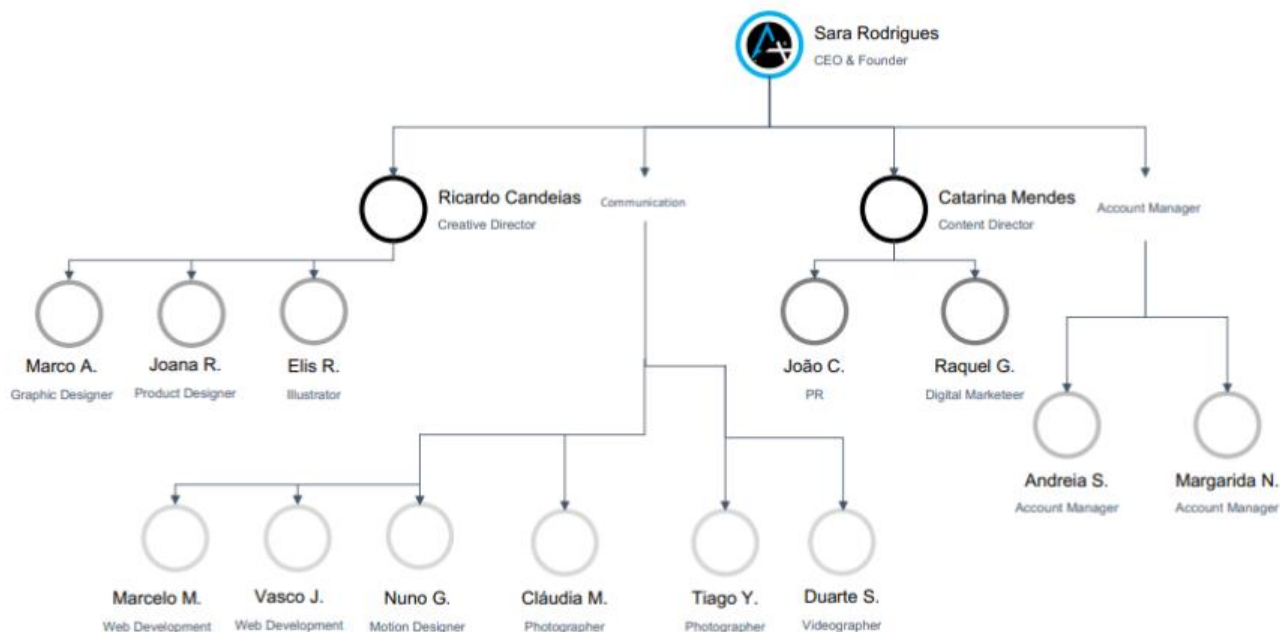 Sara Rodrigues
CEO & Founder
Ricardo Candeias
Creative Director
Communication
Catarina Mendes
Content Director
Account Manager
Marco A.
Graphic Designer
Joana R.
Product Designer
Elis R.
Illustrator
João C.
PR
Raquel G.
Digital Marketeer
Andreia S.
Account Manager
Margarida N.
Account Manager
Marcelo M.
Web Development
Vasco J.
Web Development
Nuno G.
Motion Designer
Cláudia M.
Photographer
Tiago Y.
Photographer
Duarte S.
Videographer